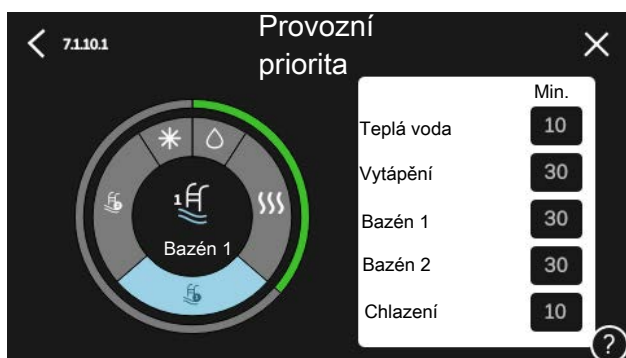 7.1.10.1
Provozní
priorita
1
Bazén 1
Min.
Teplá voda 10
Vytápění 30
Bazén 1 30
Bazén 2 30
Chlazení 10
?